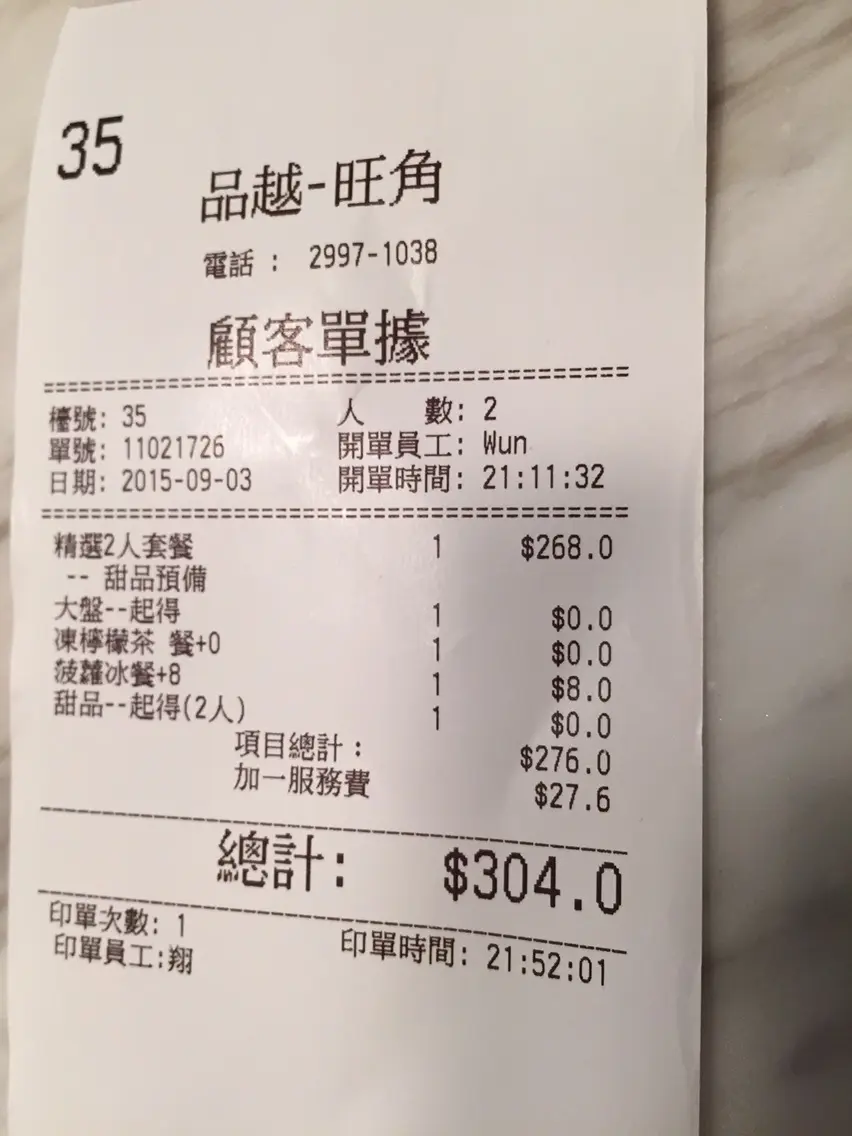 35
品越-旺角
電話 : 2997-1038
顧客單據
檯號: 35 人 數: 2
單號: 11021726 開單員工: Wun
日期: 2015-09-03 開單時間: 21:11:32
精選2人套餐 1 $268.0
-- 甜品預備
大盤--起得 1 $0.0
凍檸檬茶 餐+0 1 $0.0
菠蘿冰餐+8 1 $8.0
甜品--起得(2人) 1 $0.0
項目總計 : $276.0
加一服務費 $27.6
總計: $304.0
印單次數: 1
印單員工:翔 印單時間: 21:52:01